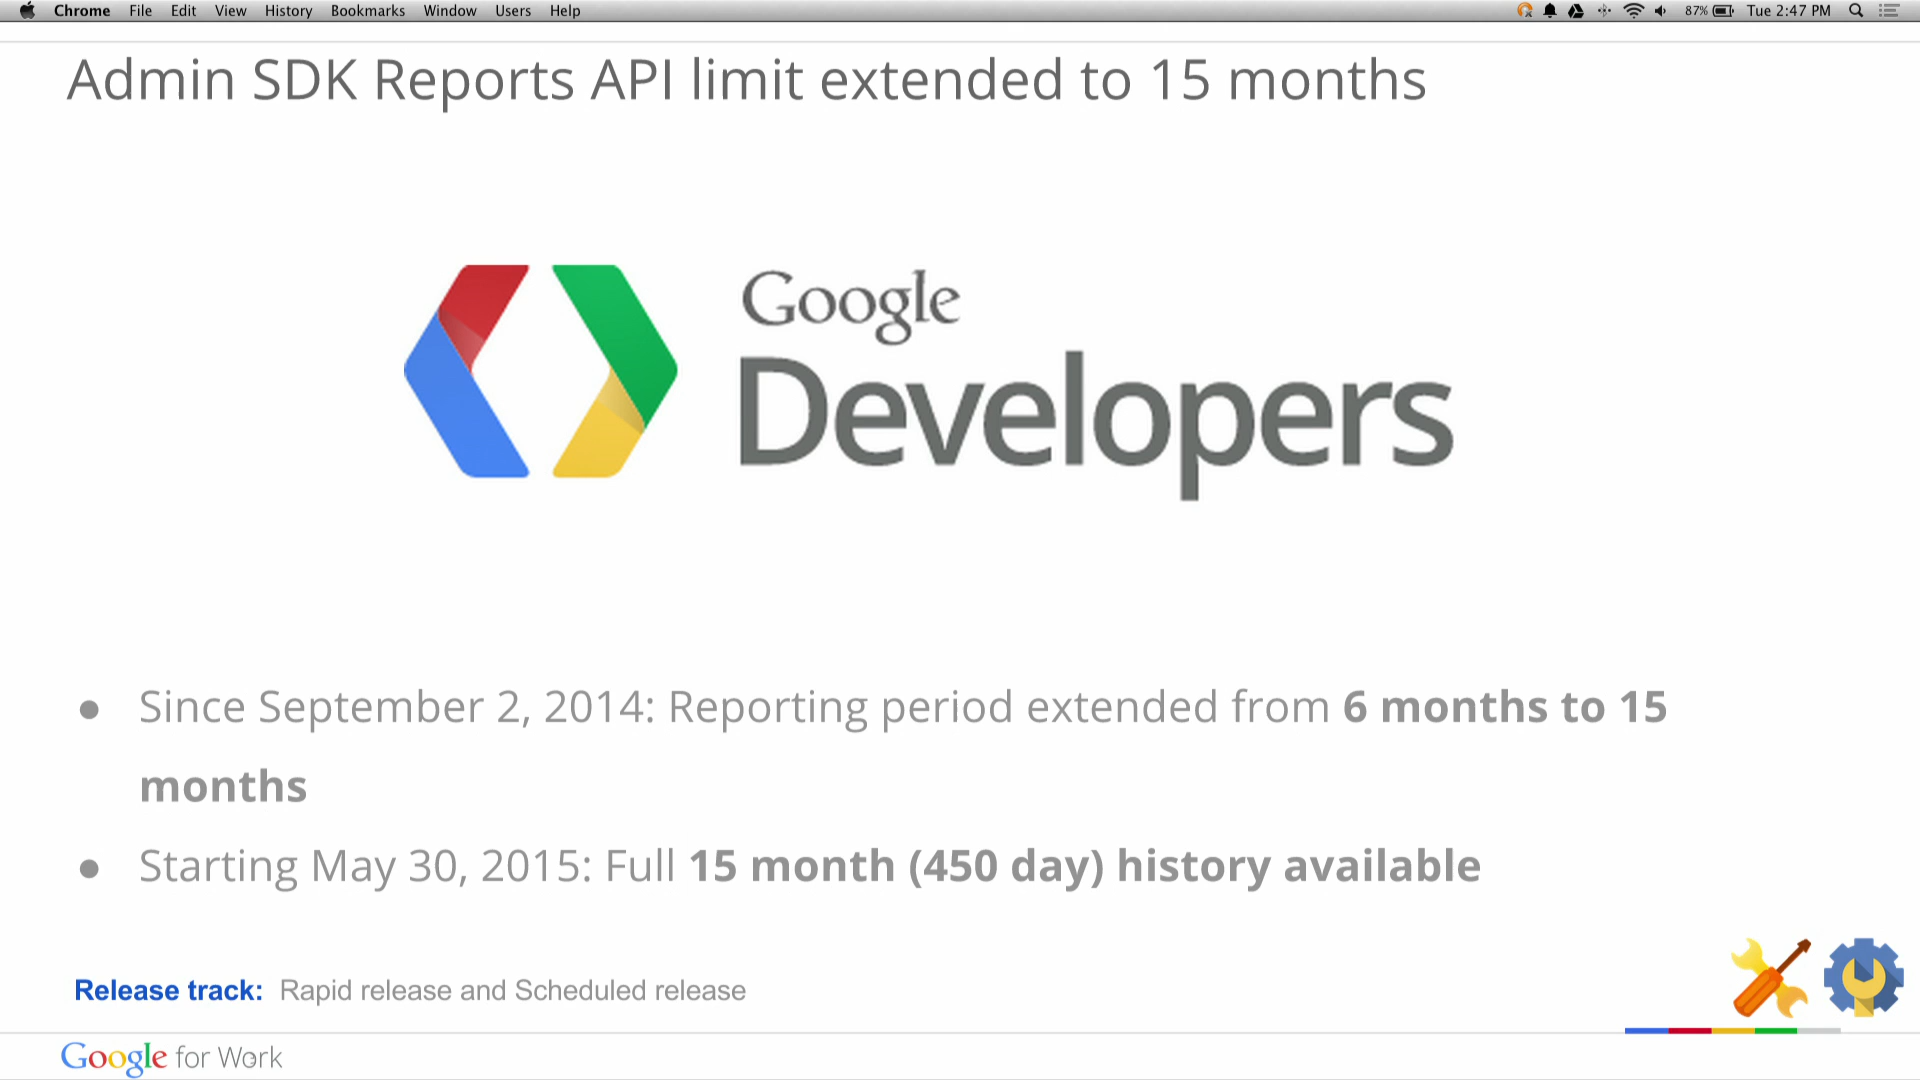 Chrome File Edit View History Bookmarks Window Users Help 87% Tue 2:47 PM
Admin SDK Reports API limit extended to 15 months
Google
Developers
● Since September 2, 2014: Reporting period extended from 6 months to 15
months
● Starting May 30, 2015: Full 15 month (450 day) history available
Release track: Rapid release and Scheduled release
Google for Work